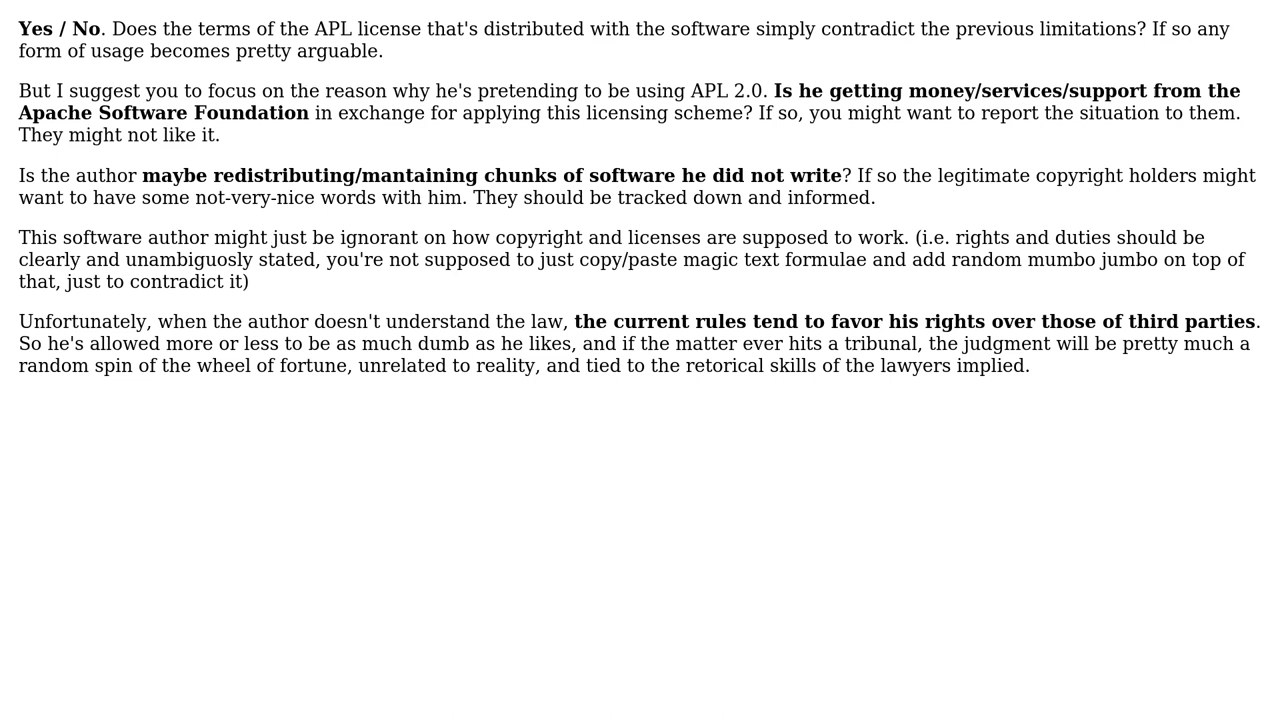 Yes / No. Does the terms of the APL license that's distributed with the software simply contradict the previous limitations? If so any
form of usage becomes pretty arguable.
But I suggest you to focus on the reason why he's pretending to be using APL 2.0. Is he getting money/services/support from the
Apache Software Foundation in exchange for applying this licensing scheme? If so, you might want to report the situation to them.
They might not like it.
Is the author maybe redistributing/mantaining chunks of software he did not write? If so the legitimate copyright holders might
want to have some not-very-nice words with him. They should be tracked down and informed.
This software author might just be ignorant on how copyright and licenses are supposed to work. (i.e. rights and duties should be
clearly and unambiguously stated, you're not supposed to just copy/paste magic text formulae and add random mumbo jumbo on top of
that, just to contradict it)
Unfortunately, when the author doesn't understand the law, the current rules tend to favor his rights over those of third parties.
So he's allowed more or less to be as much dumb as he likes, and if the matter ever hits a tribunal, the judgment will be pretty much a
random spin of the wheel of fortune, unrelated to reality, and tied to the retorical skills of the lawyers implied.